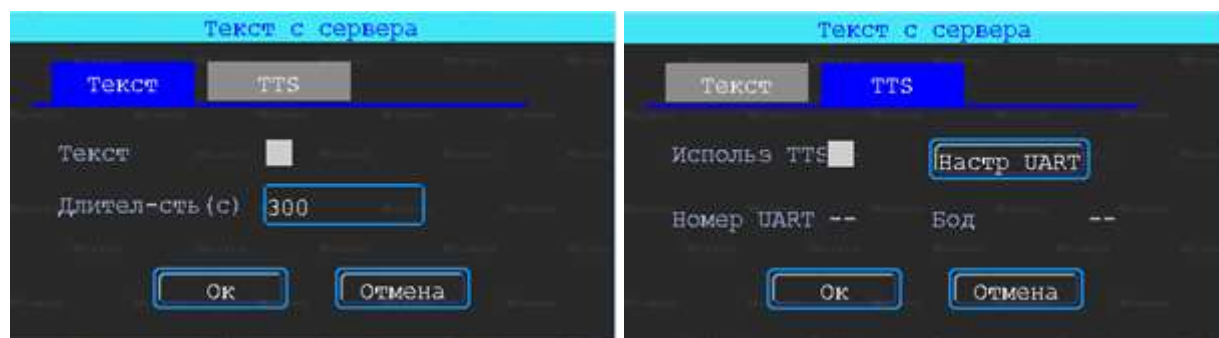 Текст с сервера
Текст TTS
Текст
Длител-сть(с) 300
Ок Отмена
Текст с сервера
Текст TTS
Использ TTS Настр UART
Номер UART -- Бод --
Ок Отмена